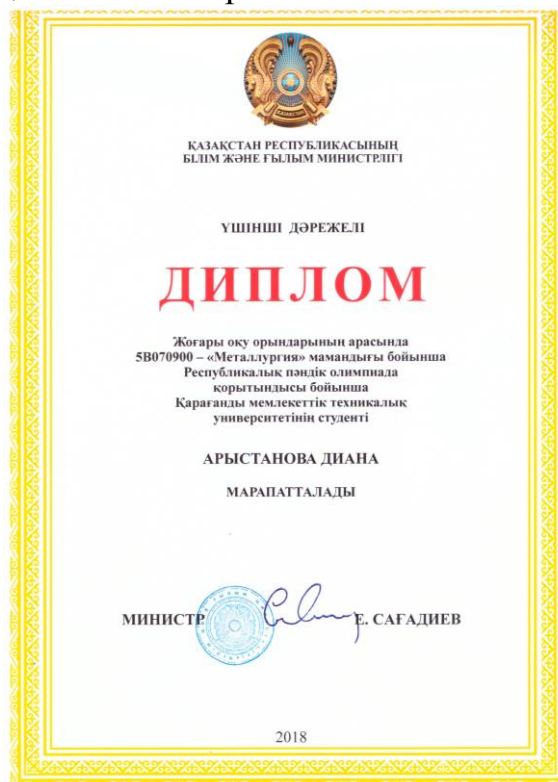 ҚАЗАҚСТАН РЕСПУБЛИКАСЫНЫҢ
БІЛІМ ЖӘНЕ ҒЫЛЫМ МИНИСТРЛІГІ
ҮШІНШІ ДӘРЕЖЕЛІ
ДИПЛОМ
Жоғары оқу орындарының арасында
5В070900 – «Металлургия» мамандығы бойынша
Республикалық пәндік олимпиада
қорытындысы бойынша
Қарағанды мемлекеттік техникалық
университетінің студенті
АРЫСТАНОВА ДИАНА
МАРАПАТТАЛАДЫ
МИНИСТР Е. САҒАДИЕВ
2018